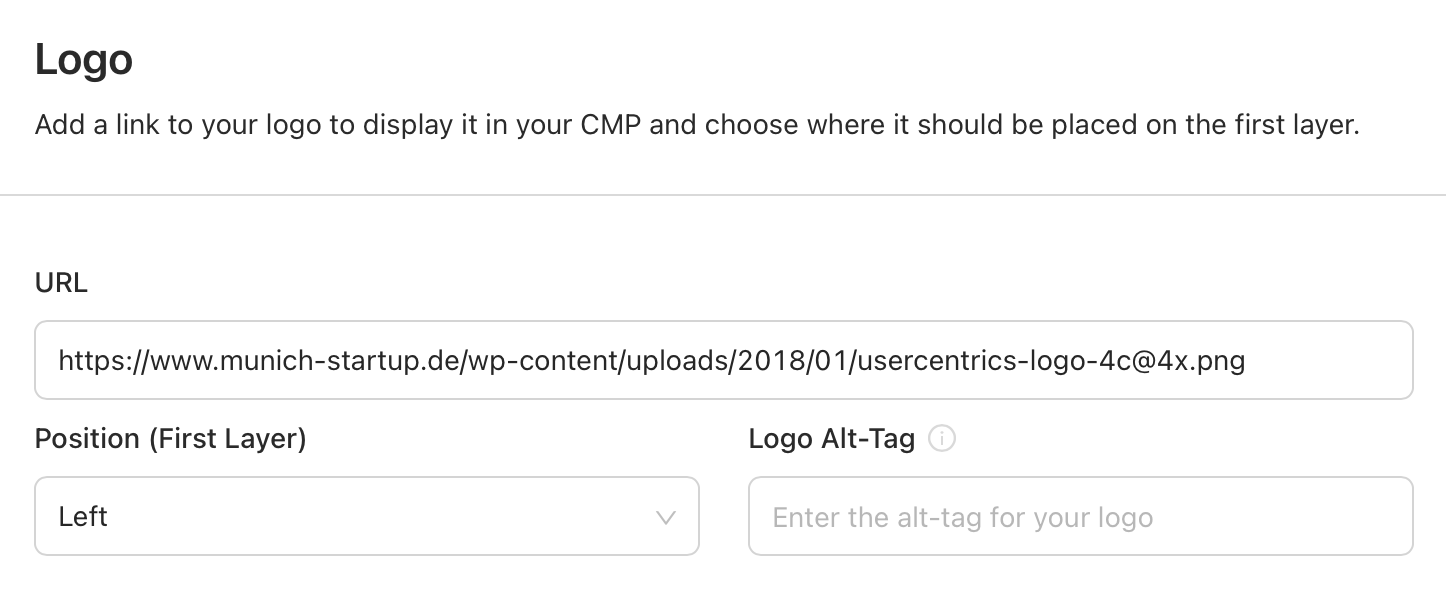 Logo
Add a link to your logo to display it in your CMP and choose where it should be placed on the first layer.
URL
https://www.munich-startup.de/wp-content/uploads/2018/01/usercentrics-logo-4c@4x.png
Position (First Layer)
Logo Alt-Tag
Left
Enter the alt-tag for your logo